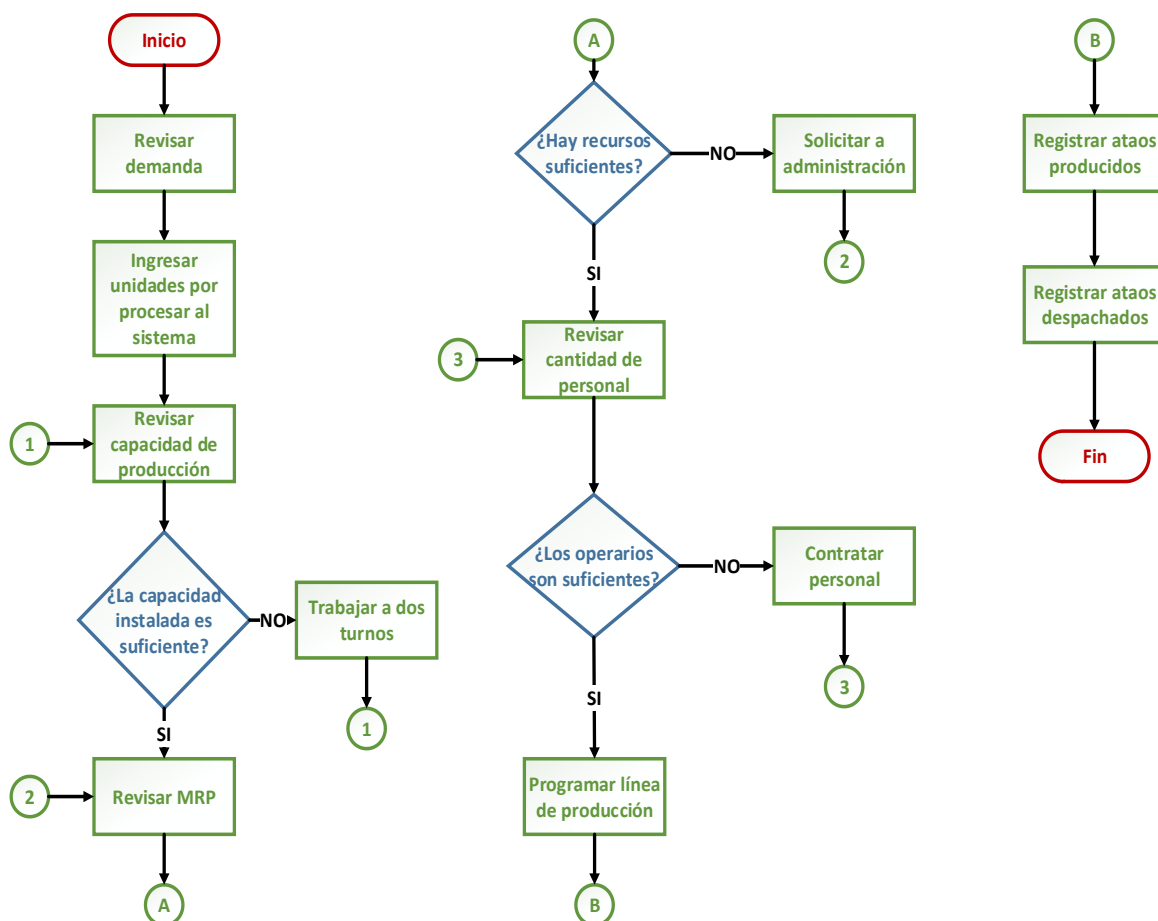 Inicio
Revisar
demanda
Ingresar
unidades por
procesar al
sistema
1
Revisar
capacidad de
producción
¿La capacidad
instalada es
suficiente?
NO
Trabajar a dos
turnos
1
SI
2
Revisar MRP
A
A
¿Hay recursos
suficientes?
NO
Solicitar a
administración
2
SI
3
Revisar
cantidad de
personal
¿Los operarios
son suficientes?
NO
Contratar
personal
3
SI
Programar línea
de producción
B
B
Registrar ataos
producidos
Registrar ataos
despachados
Fin